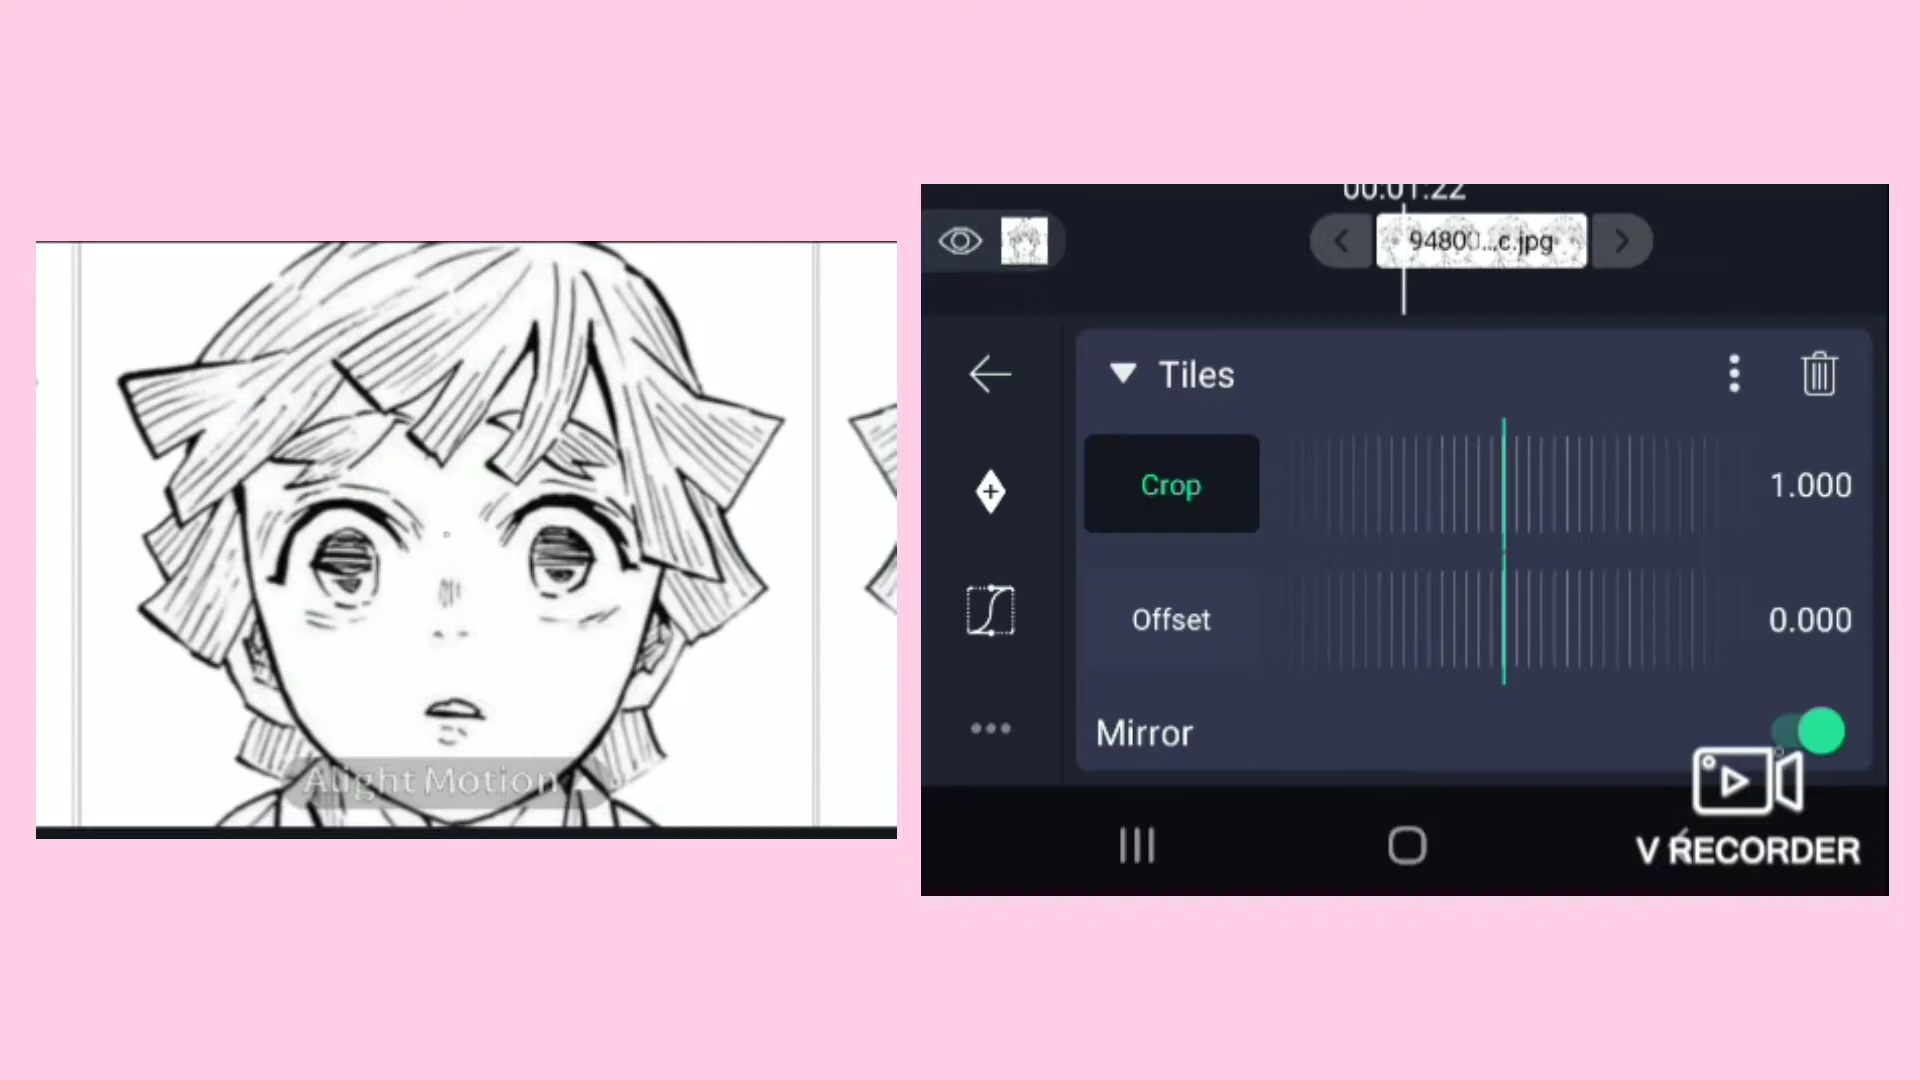 Alight Motion
00:01:22
94800...c.jpg
Tiles
Crop
1.000
Offset
0.000
Mirror
V RECORDER